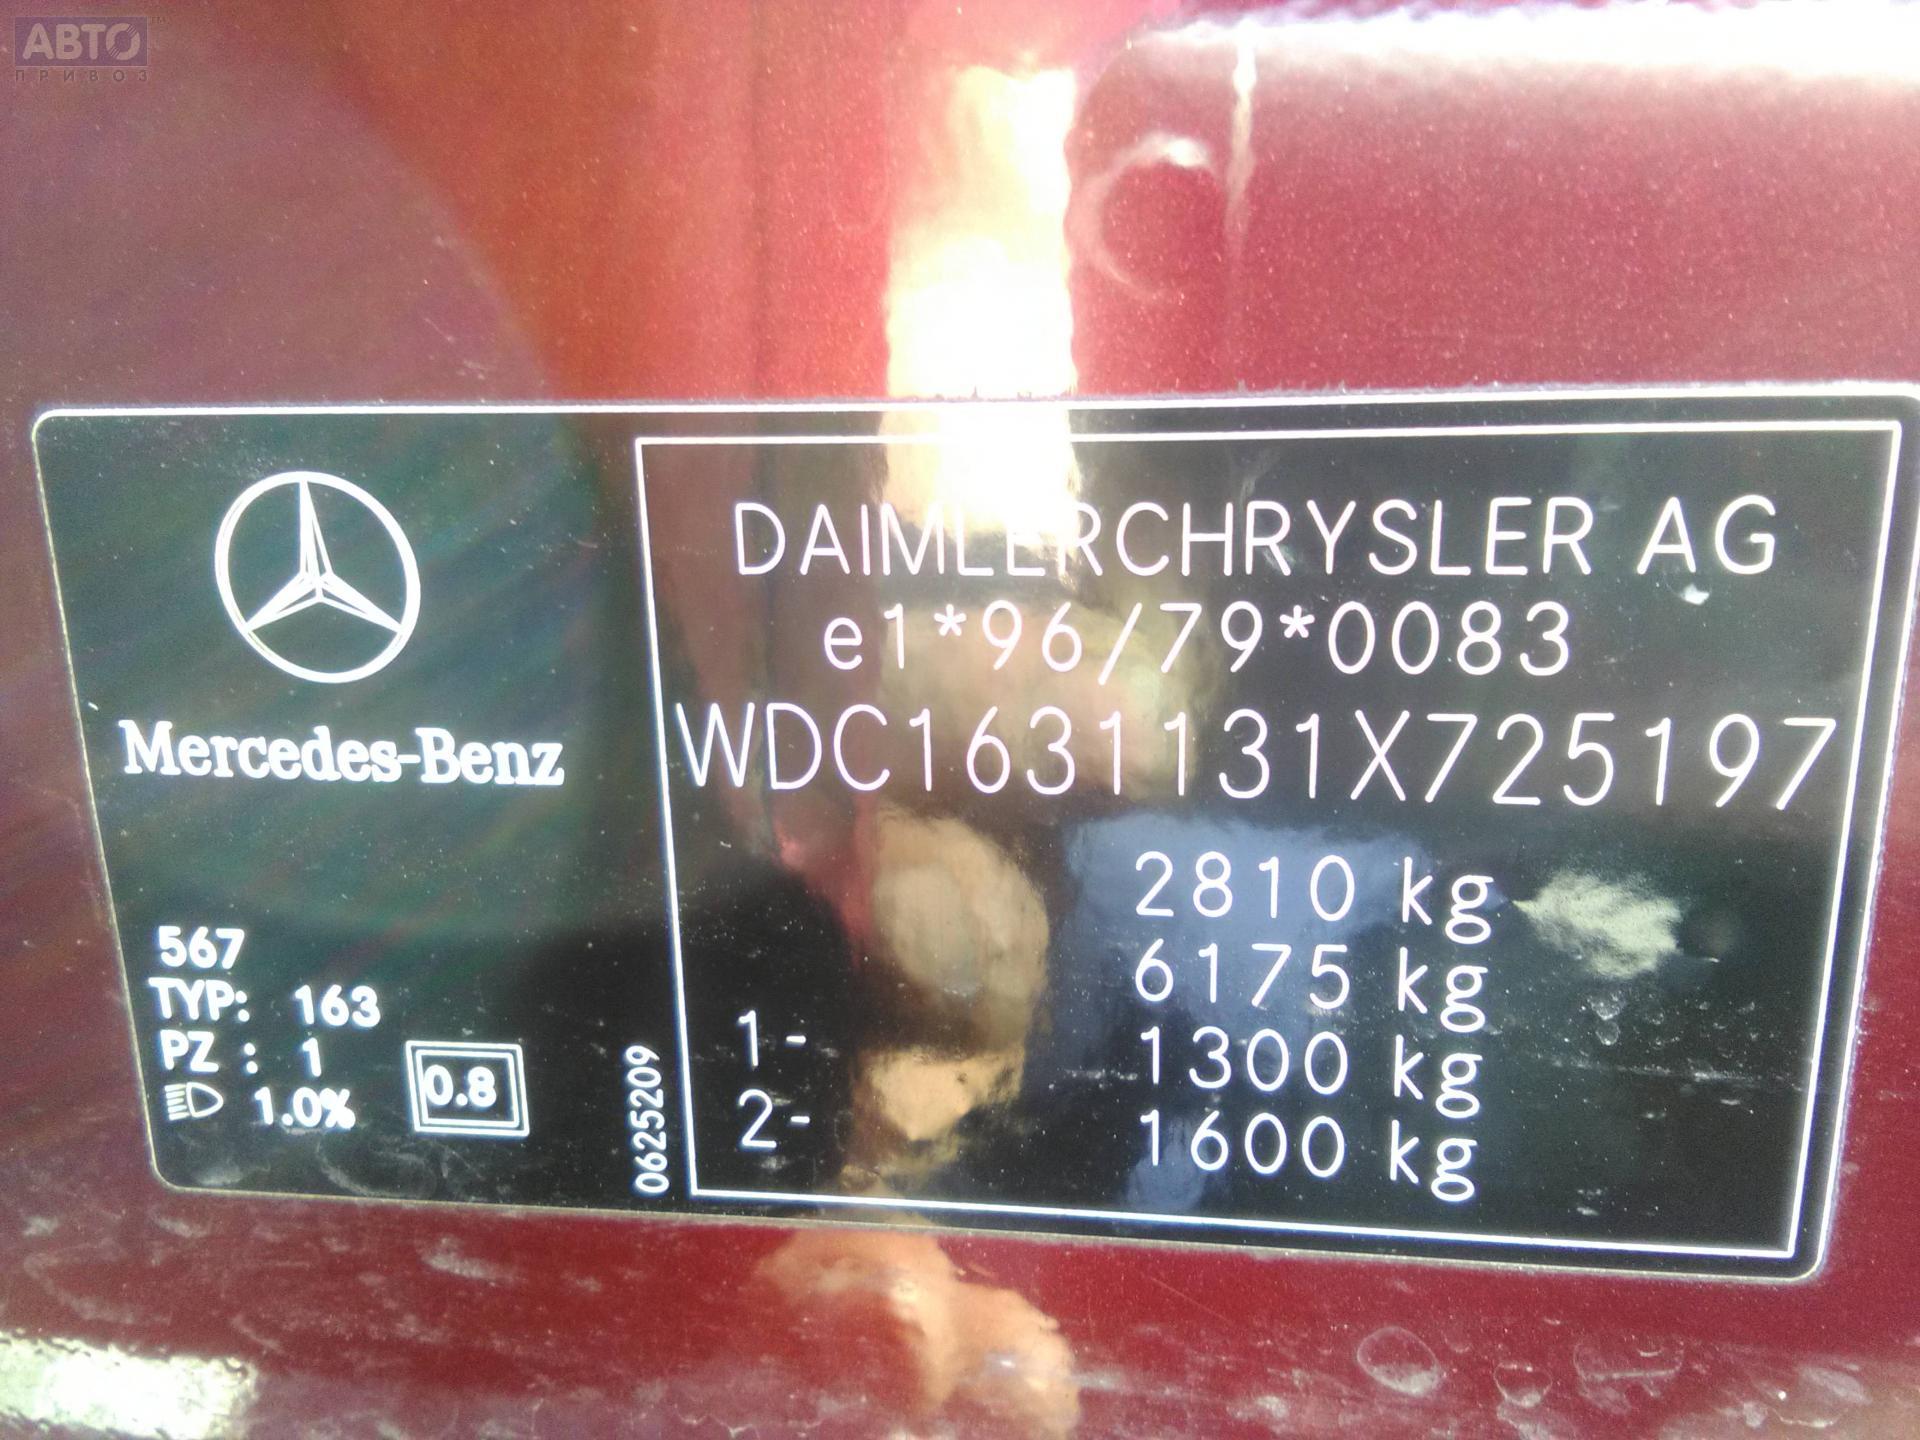 АВТО
ПРИВОЗ
Mercedes-Benz
567
TYP: 163
PZ : 1
1.0%
0.8
0625209
DAIMLERCHRYSLER AG
e1*96/79*0083
WDC1631131X725197
2810 kg
6175 kg
1- 1300 kg
2- 1600 kg